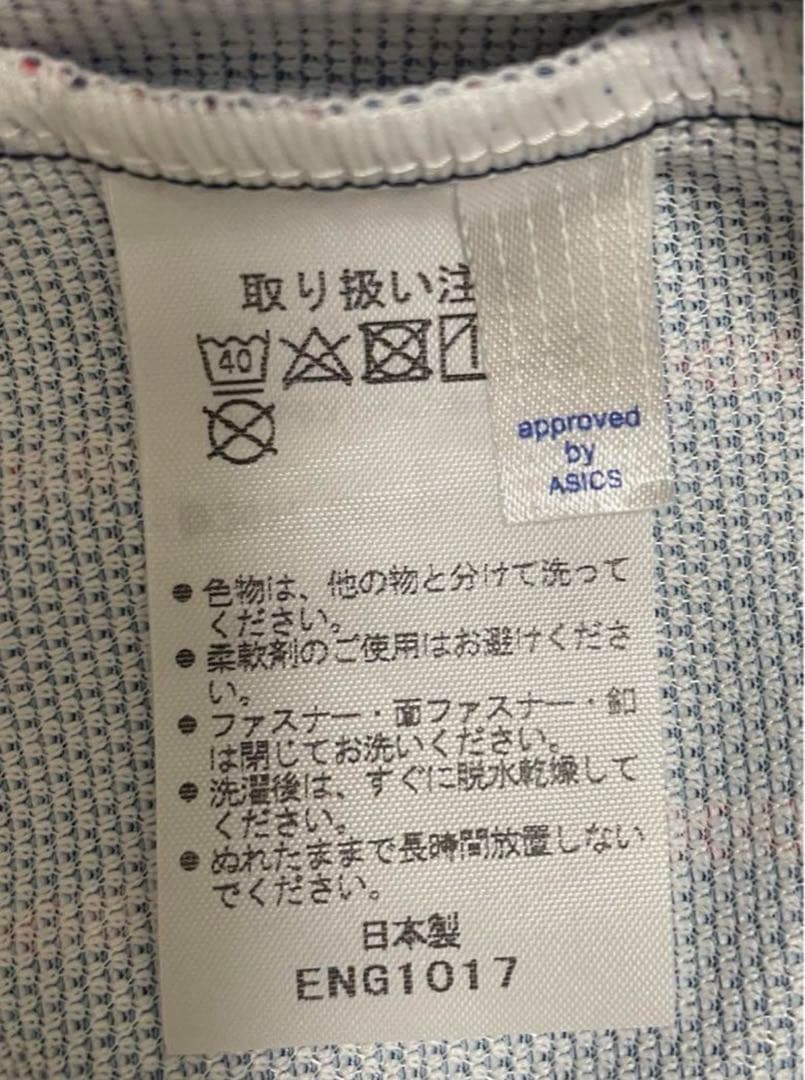 取り扱い注
40
approved
by
ASICS
● 色物は、他の物と分けて洗って
ください。
● 柔軟剤のご使用はお避けくださ
い。
● ファスナー・面ファスナー・釦
は閉じてお洗いください。
● 洗濯後は、すぐに脱水乾燥して
ください。
● ぬれたままで長時間放置しない
でください。
日本製
ENG1017